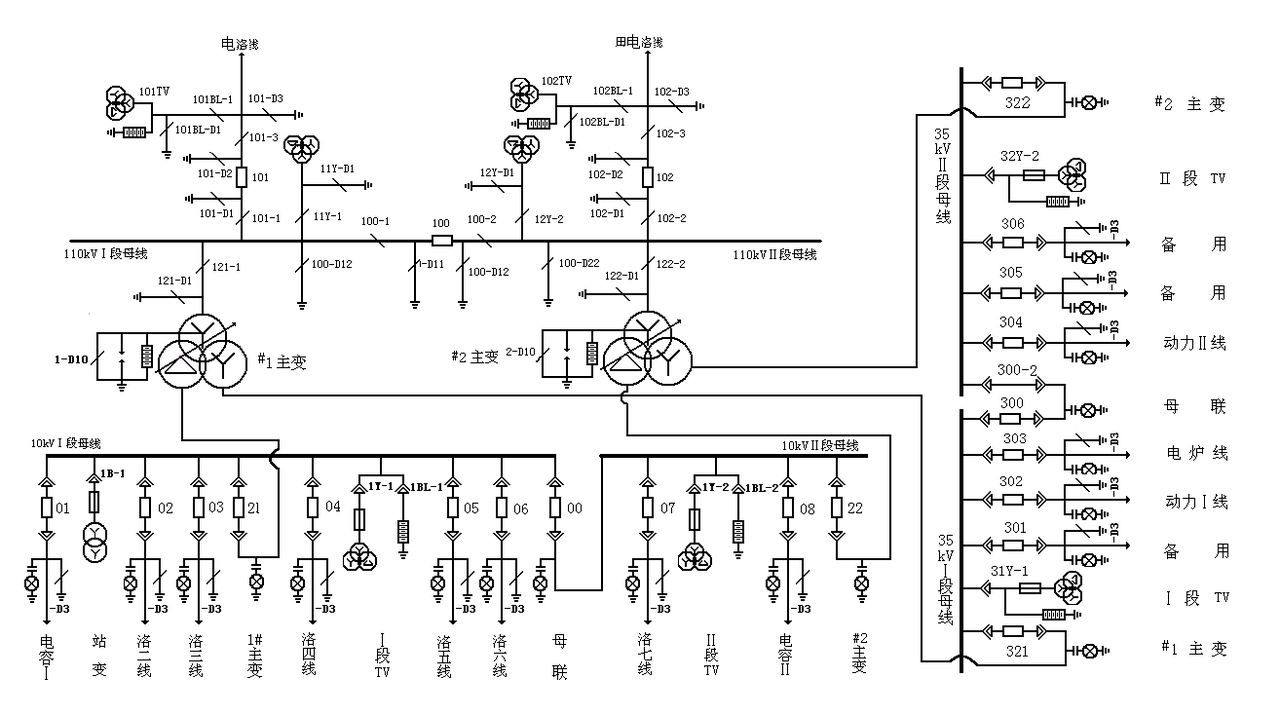 电洛线
田电洛线
101TV
101BL-1
101-D3
101BL-D1
101-3
101-D2
101
101-D1
101-1
11Y-D1
11Y-1
102TV
102BL-1
102-D3
102BL-D1
102-3
102-D2
102
102-D1
102-2
12Y-D1
12Y-2
100-1
100
100-2
110kVⅠ段母线
110kVⅡ段母线
121-1
121-D1
100-D12
1-D11
100-D12
100-D22
122-D1
122-2
1-D10
#1主变
#2主变
2-D10
10kVⅠ段母线
10kVⅡ段母线
01
1B-1
02
03
21
04
1Y-1
1BL-1
05
06
00
07
1Y-2
1BL-2
08
22
-D3
-D3
-D3
-D3
-D3
-D3
-D3
-D3
电容Ⅰ
站变
洛二线
洛三线
1#主变
洛四线
Ⅰ段TV
洛五线
洛六线
母联
洛七线
Ⅱ段TV
电容Ⅱ
#2主变
35kVⅡ段母线
322
#2主变
32Y-2
Ⅱ段TV
306
-D3
备用
305
-D3
备用
304
-D3
动力Ⅱ线
300-2
300
母联
303
-D3
电炉线
302
-D3
动力Ⅰ线
301
-D3
备用
35kVⅠ段母线
31Y-1
Ⅰ段TV
321
#1主变